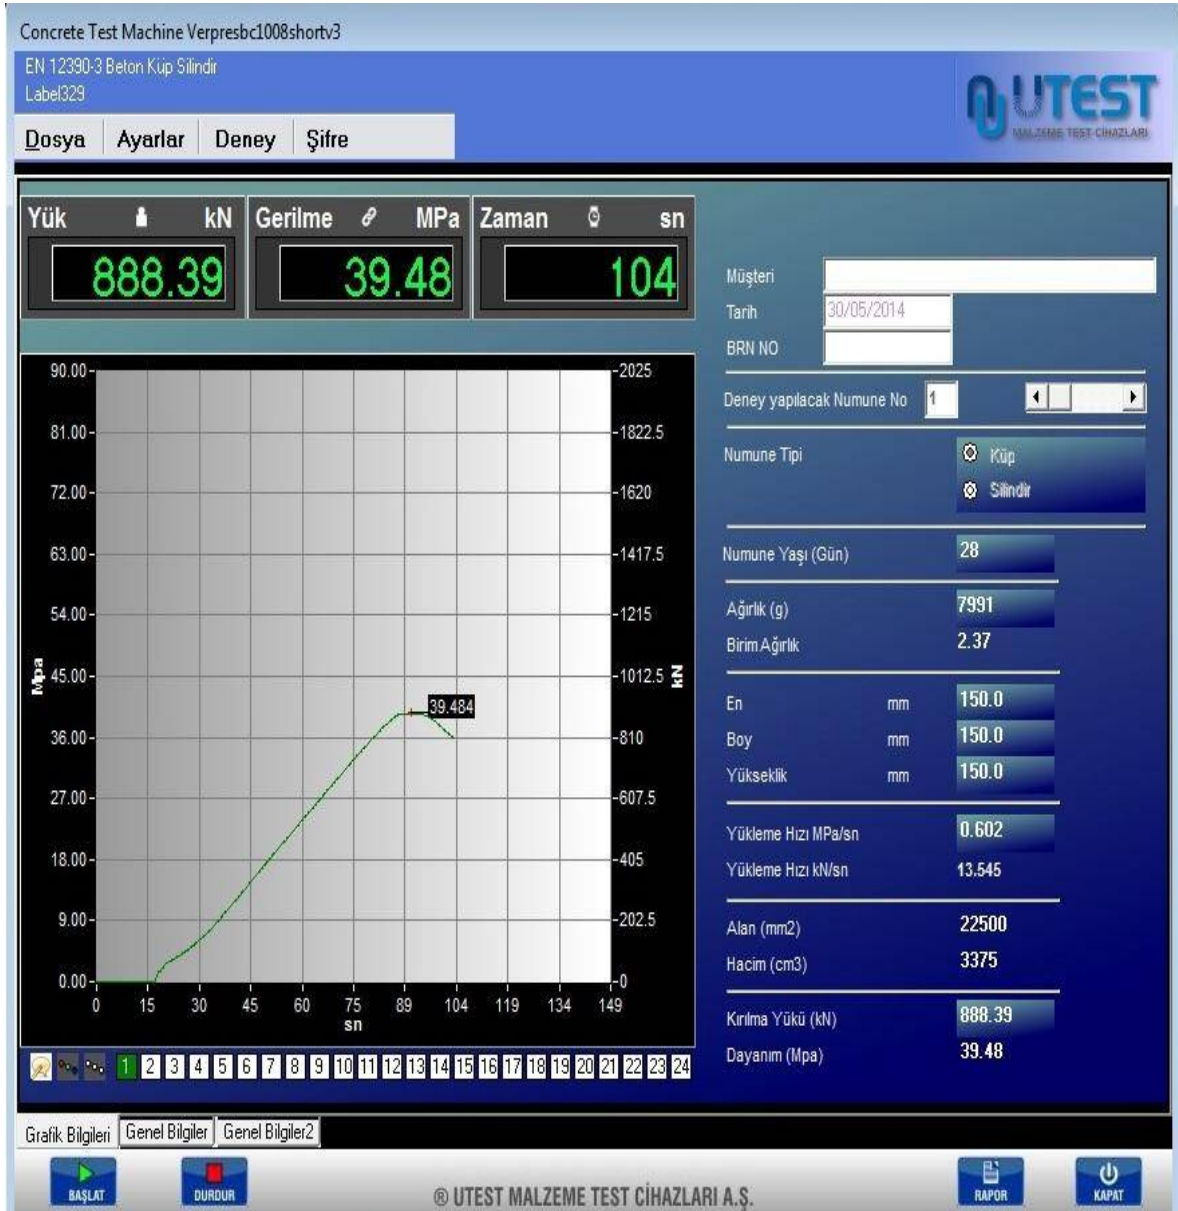 Concrete Test Machine Verpresbc1008shortv3
EN 12390-3 Beton Küp Silindir
Label329
UTEST
MALZEME TEST CİHAZLARI
Dosya Ayarlar Deney Şifre
Yük kN Gerilme MPa Zaman sn
888.39 39.48 104
Müşteri
Tarih 30/05/2014
BRN NO
Deney yapılacak Numune No 1
Numune Tipi Küp
Silindir
Numune Yaşı (Gün) 28
Ağırlık (g) 7991
Birim Ağırlık 2.37
En mm 150.0
Boy mm 150.0
Yükseklik mm 150.0
Yükleme Hızı MPa/sn 0.602
Yükleme Hızı kN/sn 13.545
Alan (mm2) 22500
Hacim (cm3) 3375
Kırılma Yükü (kN) 888.39
Dayanım (Mpa) 39.48
90.00 2025
81.00 1822.5
72.00 1620
63.00 1417.5
54.00 1215
45.00 1012.5
Mpa kN
39.484
36.00 810
27.00 607.5
18.00 405
9.00 202.5
0.00 0
0 15 30 45 60 75 89 104 119 134 149
sn
1 2 3 4 5 6 7 8 9 10 11 12 13 14 15 16 17 18 19 20 21 22 23 24
Grafik Bilgileri Genel Bilgiler Genel Bilgiler2
BAŞLAT DURDUR ® UTEST MALZEME TEST CİHAZLARI A.Ş. RAPOR KAPAT